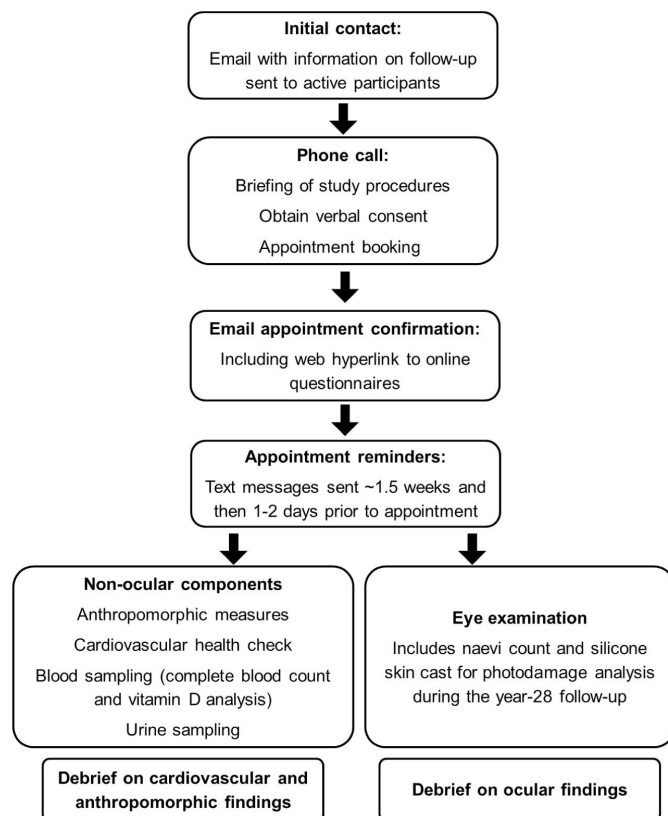 Initial contact:
Email with information on follow-up
sent to active participants
Phone call:
Briefing of study procedures
Obtain verbal consent
Appointment booking
Email appointment confirmation:
Including web hyperlink to online
questionnaires
Appointment reminders:
Text messages sent ~1.5 weeks and
then 1-2 days prior to appointment
Non-ocular components
Anthropomorphic measures
Cardiovascular health check
Blood sampling (complete blood count
and vitamin D analysis)
Urine sampling
Eye examination
Includes naevi count and silicone
skin cast for photodamage analysis
during the year-28 follow-up
Debrief on cardiovascular and
anthropomorphic findings
Debrief on ocular findings